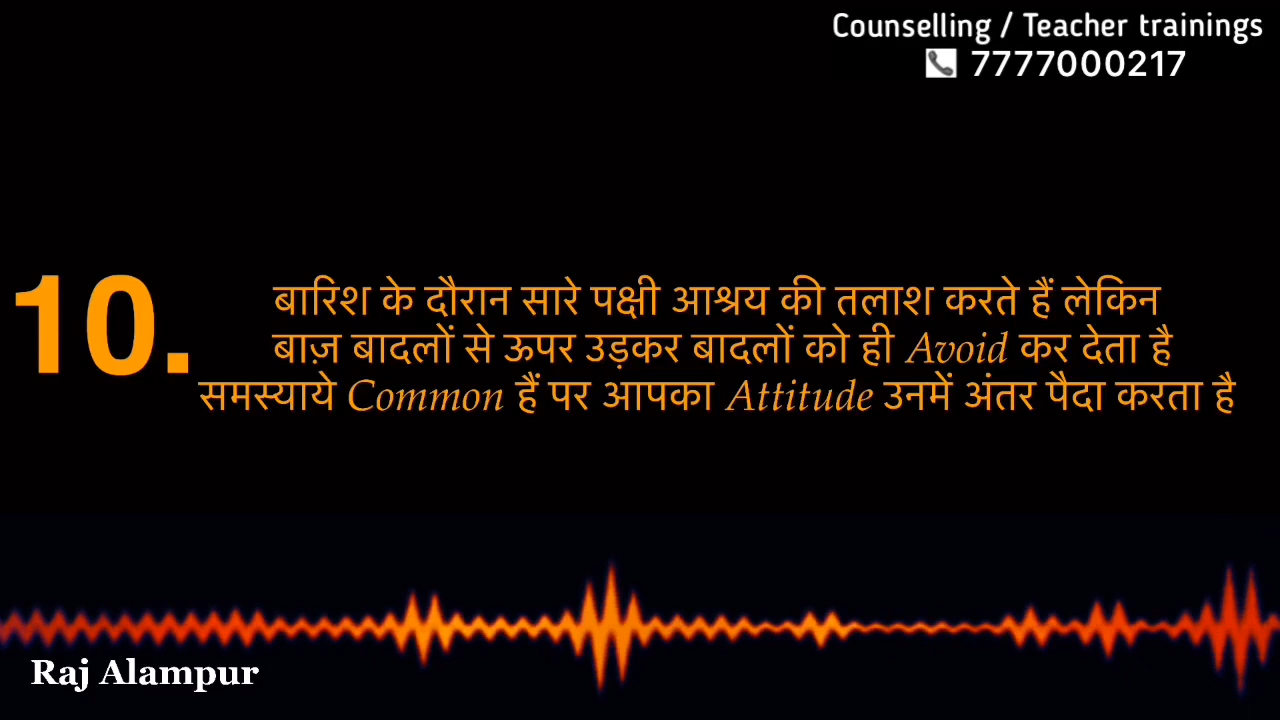 Counselling / Teacher trainings
7777000217
10.
बारिश के दौरान सारे पक्षी आश्रय की तलाश करते हैं लेकिन
बाज़ बादलों से ऊपर उड़कर बादलों को ही Avoid कर देता है
समस्याये Common हैं पर आपका Attitude उनमें अंतर पैदा करता है
Raj Alampur